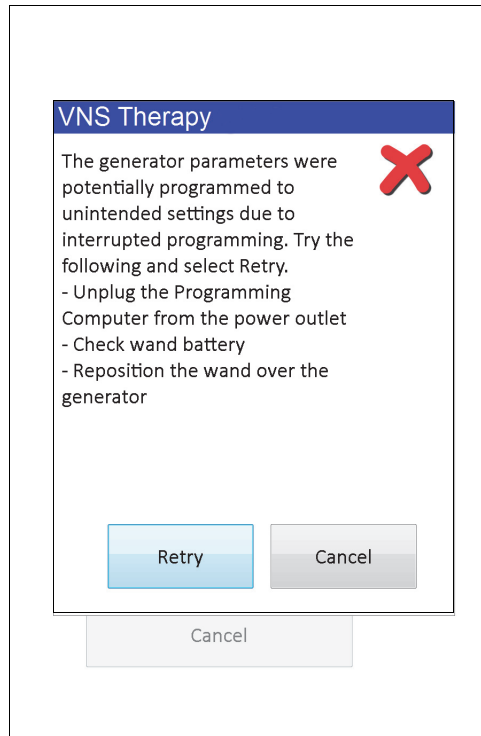 VNS Therapy
The generator parameters were
potentially programmed to
unintended settings due to
interrupted programming. Try the
following and select Retry.
- Unplug the Programming
Computer from the power outlet
- Check wand battery
- Reposition the wand over the
generator
Retry
Cancel
Cancel